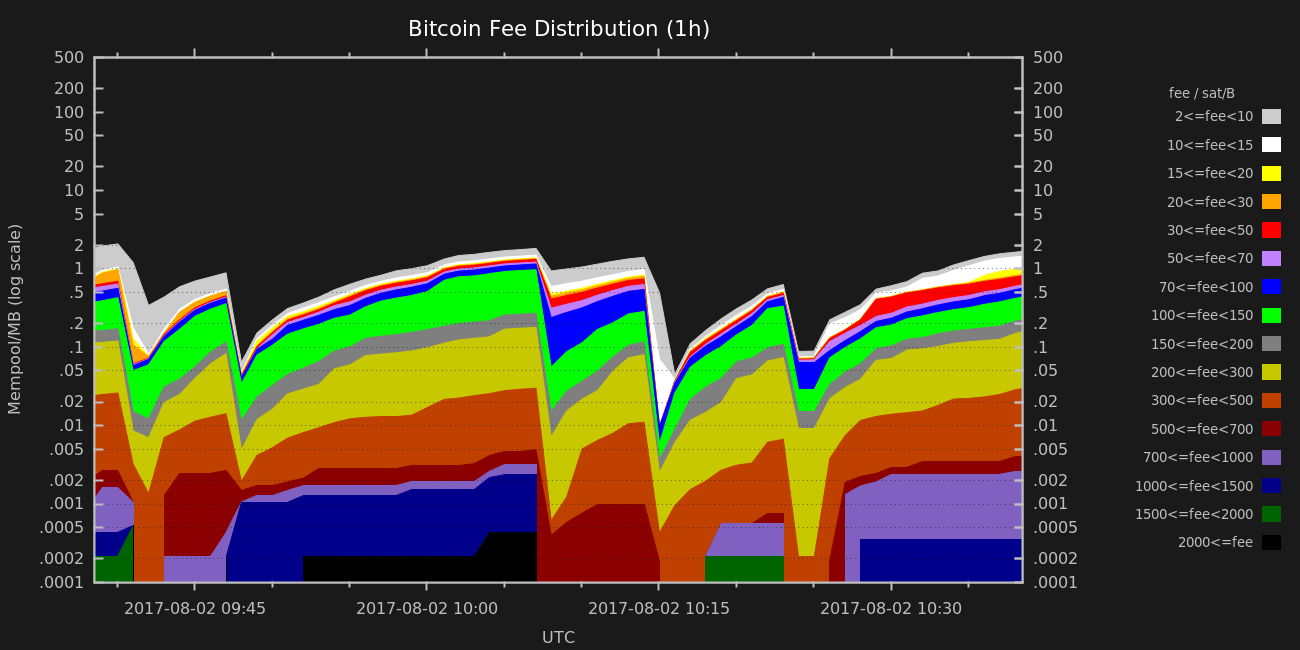 Bitcoin Fee Distribution (1h)
500 500
200 200
100 100
50 50
20 20
10 10
5 5
2 2
1 1
.5 .5
.2 .2
.1 .1
.05 .05
.02 .02
.01 .01
.005 .005
.002 .002
.001 .001
.0005 .0005
.0002 .0002
.0001 .0001
Mempool/MB (log scale)
2017-08-02 09:45 2017-08-02 10:00 2017-08-02 10:15 2017-08-02 10:30
UTC
fee / sat/B
2<=fee<10
10<=fee<15
15<=fee<20
20<=fee<30
30<=fee<50
50<=fee<70
70<=fee<100
100<=fee<150
150<=fee<200
200<=fee<300
300<=fee<500
500<=fee<700
700<=fee<1000
1000<=fee<1500
1500<=fee<2000
2000<=fee